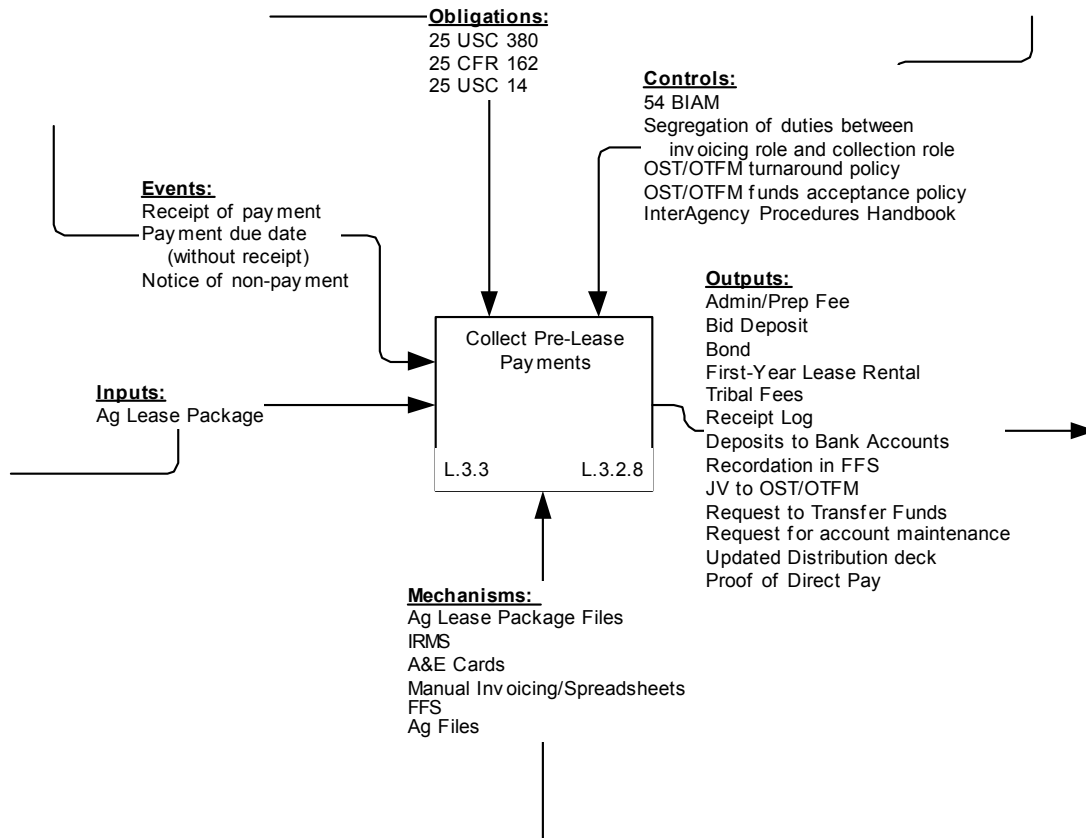 Obligations:
25 USC 380
25 CFR 162
25 USC 14
Controls:
54 BIAM
Segregation of duties between
invoicing role and collection role
OST/OTFM turnaround policy
OST/OTFM funds acceptance policy
InterAgency Procedures Handbook
Events:
Receipt of payment
Payment due date
(without receipt)
Notice of non-payment
Inputs:
Ag Lease Package
Collect Pre-Lease
Payments
L.3.3 L.3.2.8
Outputs:
Admin/Prep Fee
Bid Deposit
Bond
First-Year Lease Rental
Tribal Fees
Receipt Log
Deposits to Bank Accounts
Recordation in FFS
JV to OST/OTFM
Request to Transfer Funds
Request for account maintenance
Updated Distribution deck
Proof of Direct Pay
Mechanisms:
Ag Lease Package Files
IRMS
A&E Cards
Manual Invoicing/Spreadsheets
FFS
Ag Files